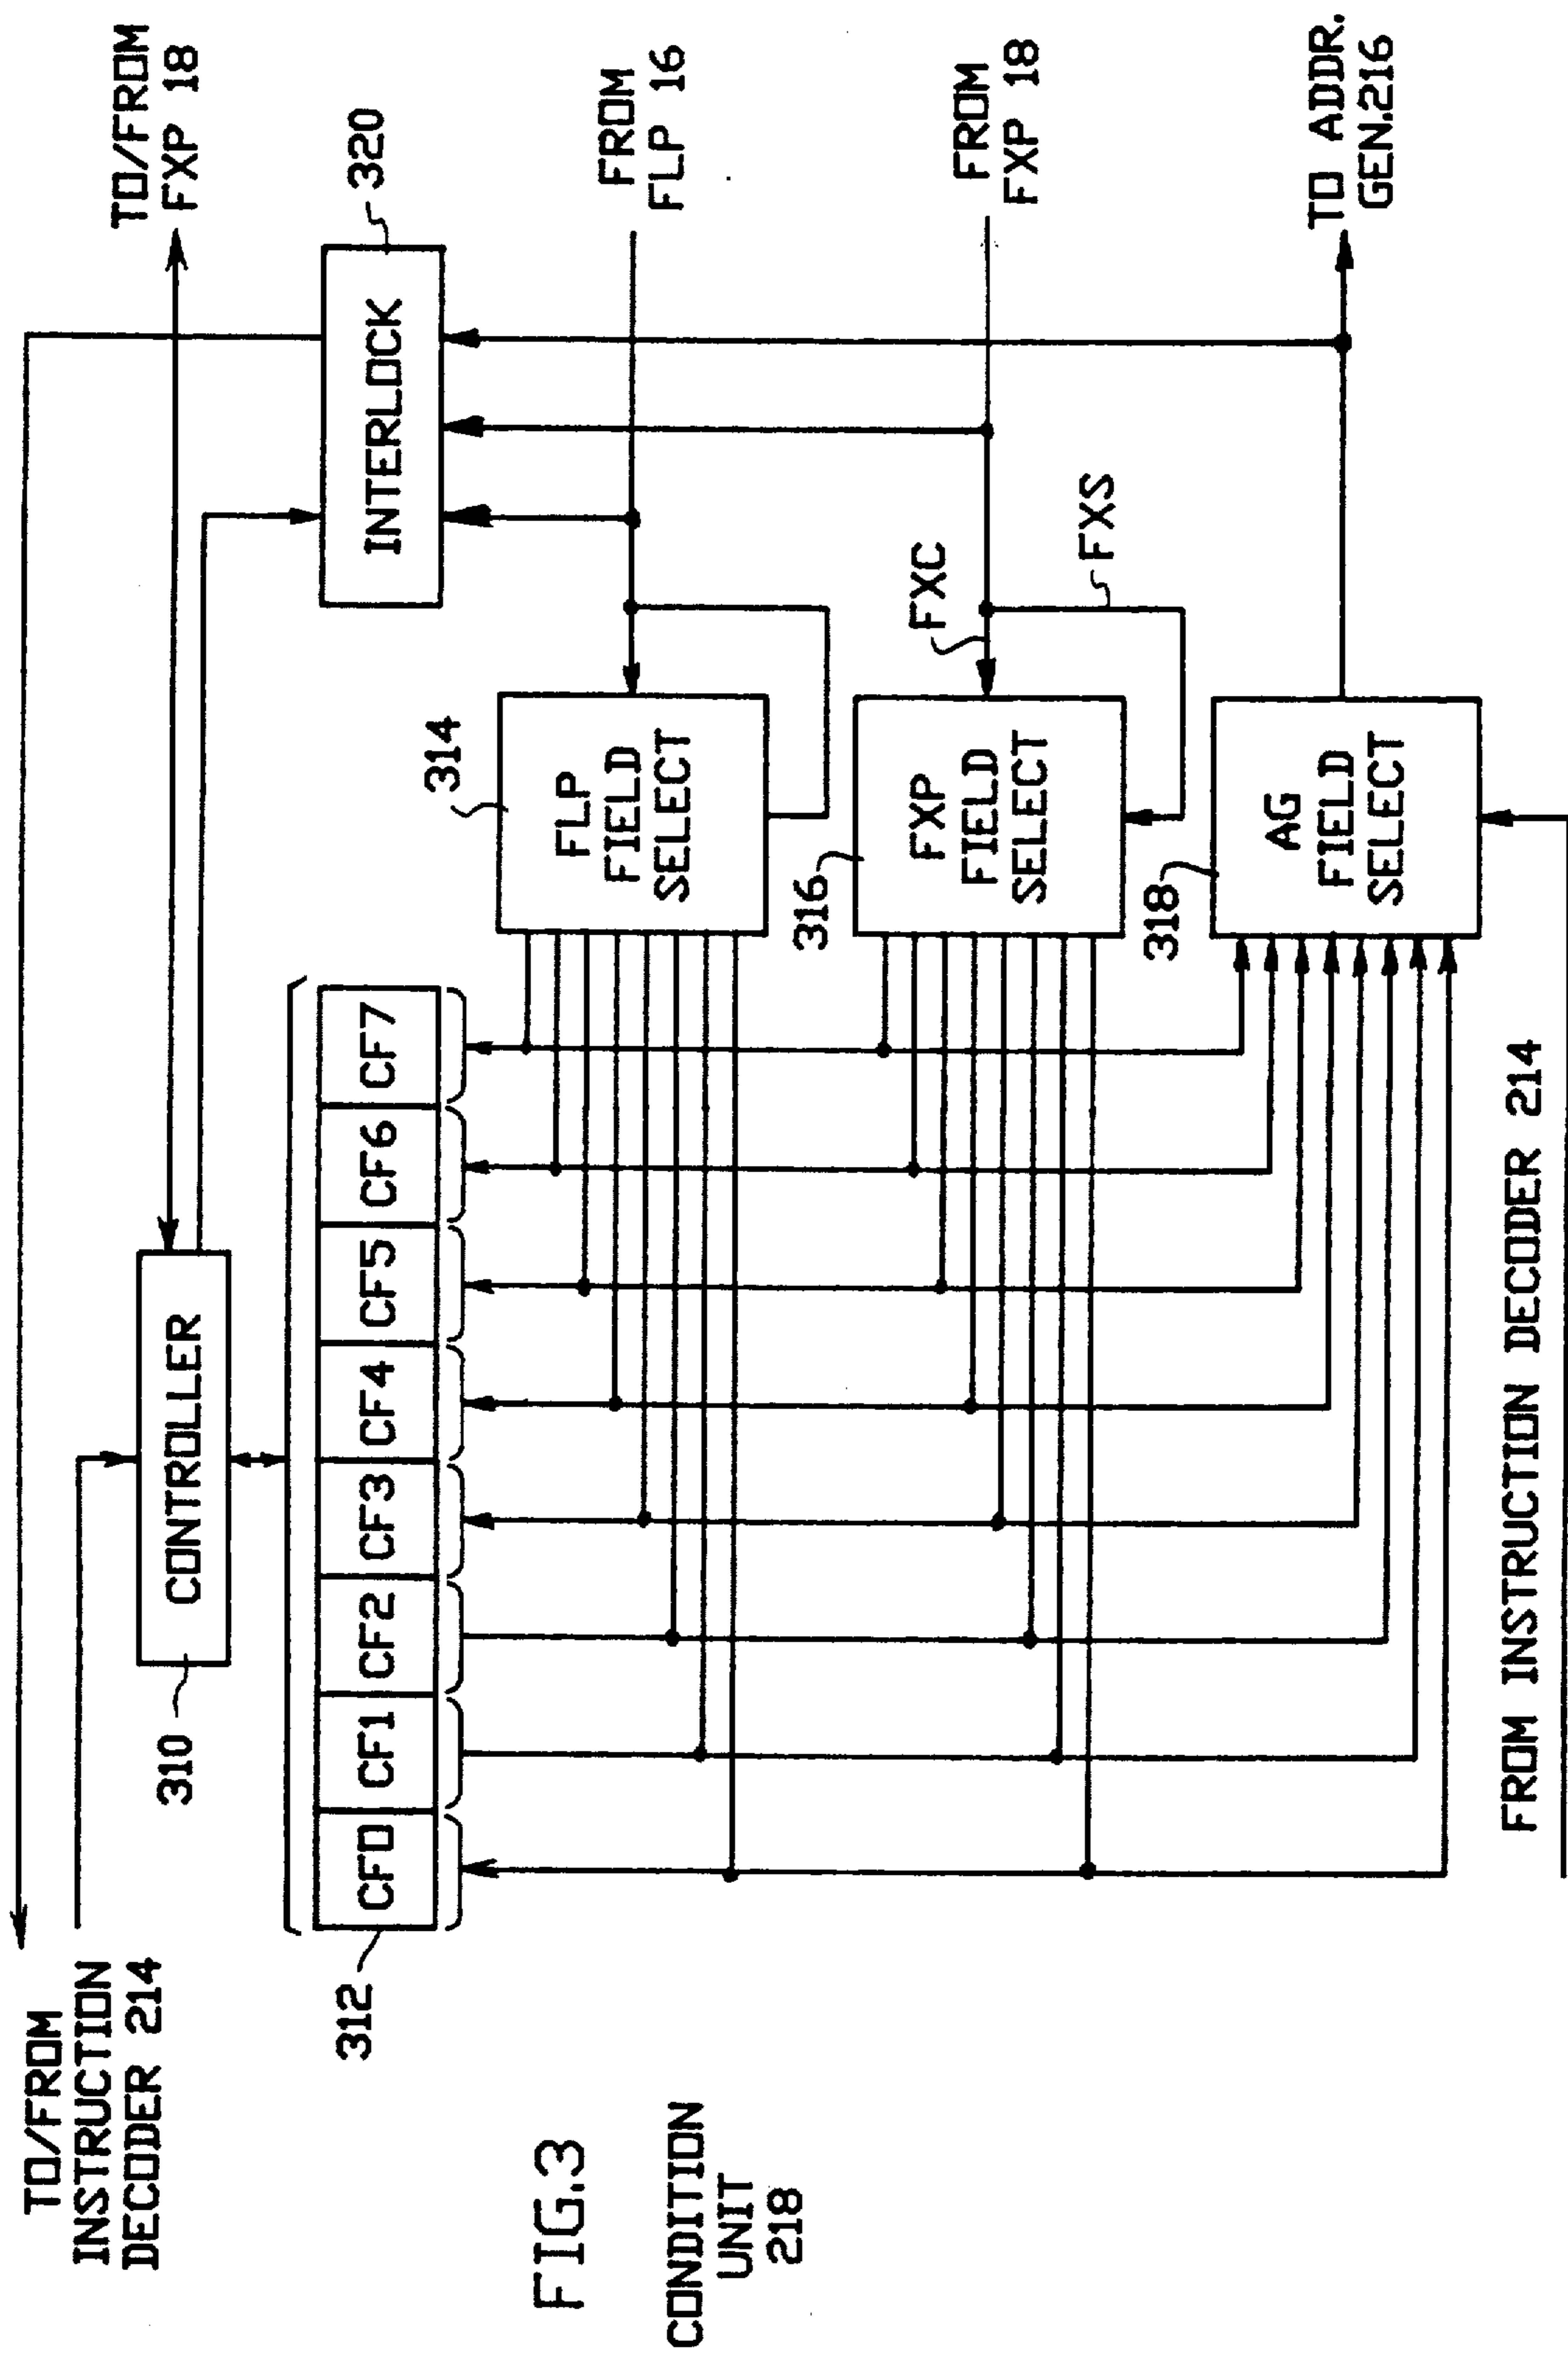 TO/FROM
INSTRUCTION
DECODER 214
TO/FROM
FXP 18
310
CONTROLLER
320
INTERLOCK
312
CF0
CF1
CF2
CF3
CF4
CF5
CF6
CF7
314
FLP
FIELD
SELECT
FROM
FLP 16
316
FXP
FIELD
SELECT
FXC
FXS
FROM
FXP 18
318
AG
FIELD
SELECT
TO ADDR.
GEN.216
FROM INSTRUCTION DECODER 214
FIG.3
CONDITION
UNIT
218